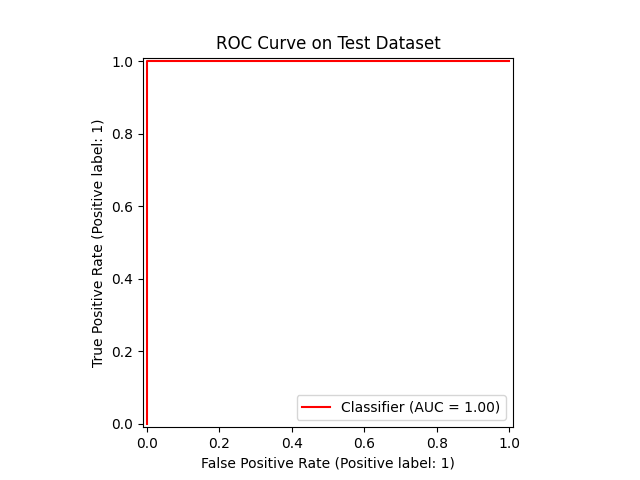 ROC Curve on Test Dataset
True Positive Rate (Positive label: 1)
1.0
0.8
0.6
0.4
0.2
0.0
Classifier (AUC = 1.00)
0.0 0.2 0.4 0.6 0.8 1.0
False Positive Rate (Positive label: 1)